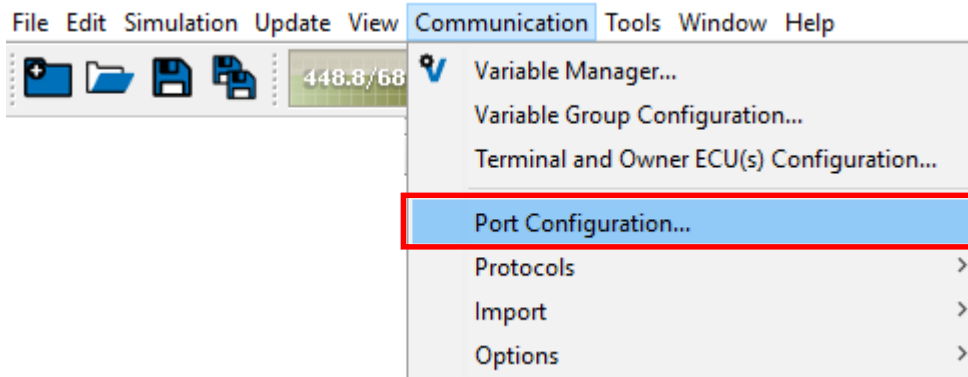 File Edit Simulation Update View Communication Tools Window Help
448.8/68
Variable Manager...
Variable Group Configuration...
Terminal and Owner ECU(s) Configuration...
Port Configuration...
Protocols
Import
Options